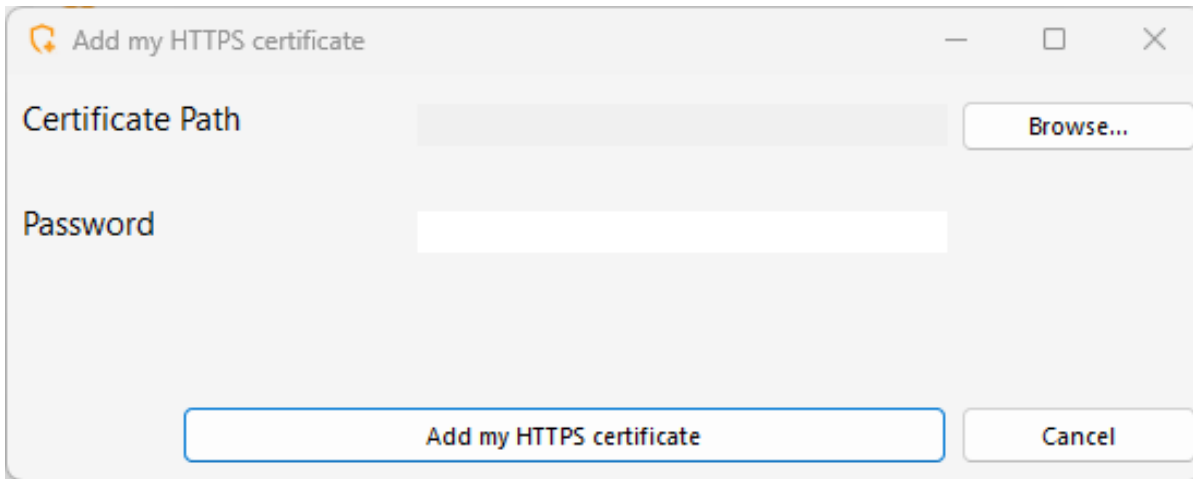 Add my HTTPS certificate
Certificate Path
Browse...
Password
Add my HTTPS certificate
Cancel